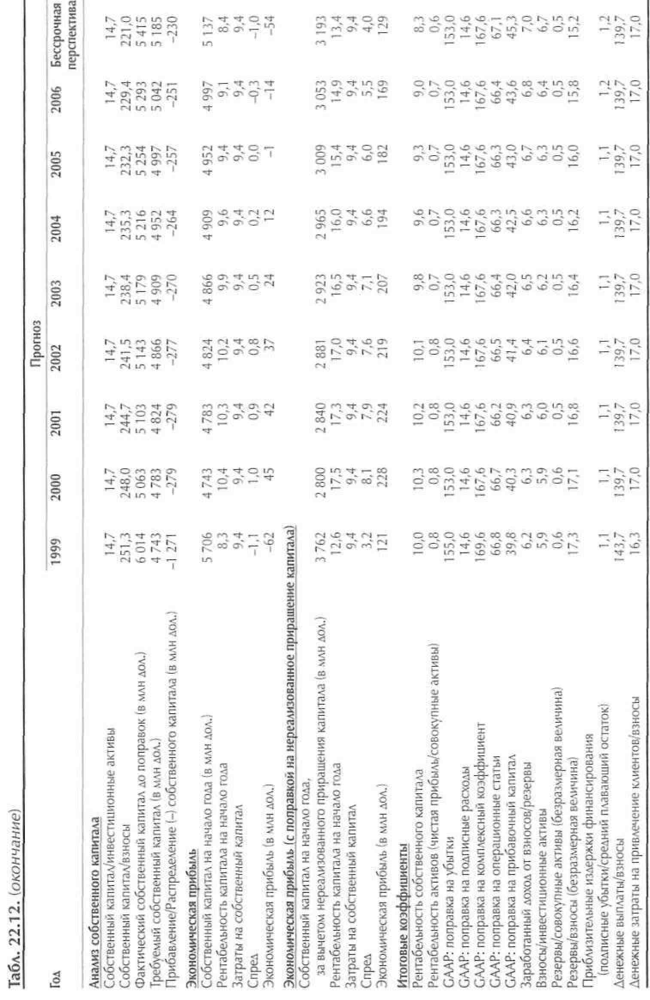 Табл. 22.12. (окончание)
Прогноз
Год 1999 2000 2001 2002 2003 2004 2005 2006 Бессрочная
перспектива
Анализ собственного капитала
Собственный капитал/инвестиционные активы 14,7 14,7 14,7 14,7 14,7 14,7 14,7 14,7 14,7
Собственный капитал/взносы 251,3 248,0 244,7 241,5 238,4 235,3 232,3 229,4 221,0
Фактический собственный капитал до поправок (в млн дол.) 6 014 5 063 5 103 5 143 5 179 5 216 5 254 5 293 5 415
Требуемый собственный капитал (в млн дол.) 4 743 4 783 4 824 4 866 4 909 4 952 4 997 5 042 5 185
Прибавление/Распределение (–) собственного капитала (в млн дол.) –1 271 –279 –279 –277 –270 –264 –257 –251 –230
Экономическая прибыль
Собственный капитал на начало года (в млн дол.) 5 706 4 743 4 783 4 824 4 866 4 909 4 952 4 997 5 137
Рентабельность капитала на начало года 8,3 10,4 10,3 10,2 9,9 9,6 9,4 9,1 8,4
Затраты на собственный капитал 9,4 9,4 9,4 9,4 9,4 9,4 9,4 9,4 9,4
Спред –1,1 1,0 0,9 0,8 0,5 0,2 0,0 –0,3 –1,0
Экономическая прибыль (в млн дол.) –62 45 42 37 24 12 –1 –14 –54
Экономическая прибыль (с поправкой на нереализованное приращение капитала)
Собственный капитал на начало года,
за вычетом нереализованного приращения капитала (в млн дол.) 3 762 2 800 2 840 2 881 2 923 2 965 3 009 3 053 3 193
Рентабельность капитала на начало года 12,6 17,5 17,3 17,0 16,5 16,0 15,4 14,9 13,4
Затраты на собственный капитал 9,4 9,4 9,4 9,4 9,4 9,4 9,4 9,4 9,4
Спред 3,2 8,1 7,9 7,6 7,1 6,6 6,0 5,5 4,0
Экономическая прибыль (в млн дол.) 121 228 224 219 207 194 182 169 129
Итоговые коэффициенты
Рентабельность собственного капитала 10,0 10,3 10,2 10,1 9,8 9,6 9,3 9,0 8,3
Рентабельность активов (чистая прибыль/совокупные активы) 0,8 0,8 0,8 0,8 0,7 0,7 0,7 0,7 0,6
GAAP: поправка на убытки 155,0 153,0 153,0 153,0 153,0 153,0 153,0 153,0 153,0
GAAP: поправка на подписные расходы 14,6 14,6 14,6 14,6 14,6 14,6 14,6 14,6 14,6
GAAP: поправка на комплексный коэффициент 169,6 167,6 167,6 167,6 167,6 167,6 167,6 167,6 167,6
GAAP: поправка на операционные статьи 66,8 66,7 66,2 66,5 66,4 66,3 66,3 66,4 67,1
GAAP: поправка на прибавочный капитал 39,8 40,3 40,9 41,4 42,0 42,5 43,0 43,6 45,3
Заработанный доход от взносов/резервы 6,2 6,3 6,3 6,4 6,5 6,6 6,7 6,8 7,0
Взносы/инвестиционные активы 5,9 5,9 6,0 6,1 6,2 6,3 6,3 6,4 6,7
Резервы/совокупные активы (безразмерная величина) 0,6 0,6 0,5 0,5 0,5 0,5 0,5 0,5 0,5
Резервы/взносы (безразмерная величина) 17,3 17,1 16,8 16,6 16,4 16,2 16,0 15,8 15,2
Приблизительные издержки финансирования
(подписные убытки/средний плавающий остаток) 1,1 1,1 1,1 1,1 1,1 1,1 1,1 1,2 1,2
Денежные выплаты/взносы 143,7 139,7 139,7 139,7 139,7 139,7 139,7 139,7 139,7
Денежные затраты на привлечение клиентов/взносы 16,3 17,0 17,0 17,0 17,0 17,0 17,0 17,0 17,0